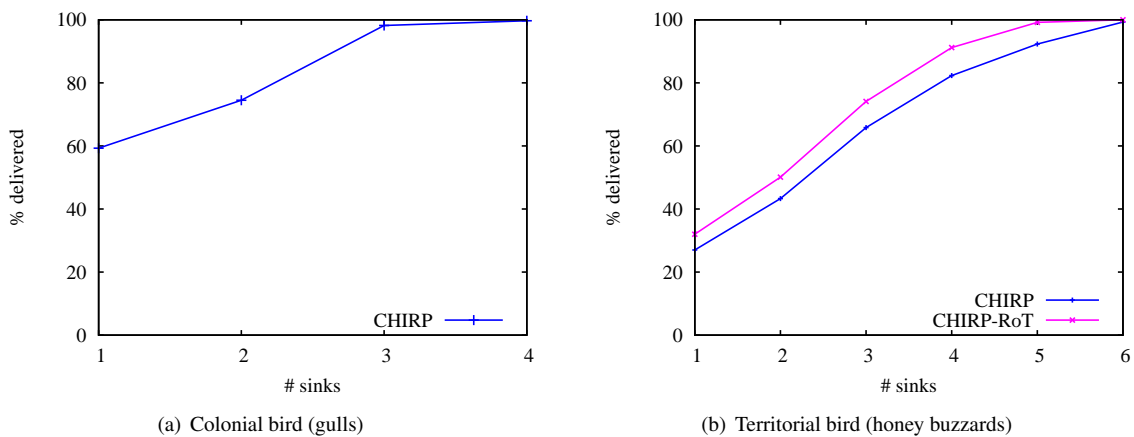 100
80
60
40
20
0
% delivered
1 2 3 4
# sinks
CHIRP
(a) Colonial bird (gulls)
100
80
60
40
20
0
% delivered
1 2 3 4 5 6
# sinks
CHIRP
CHIRP-RoT
(b) Territorial bird (honey buzzards)